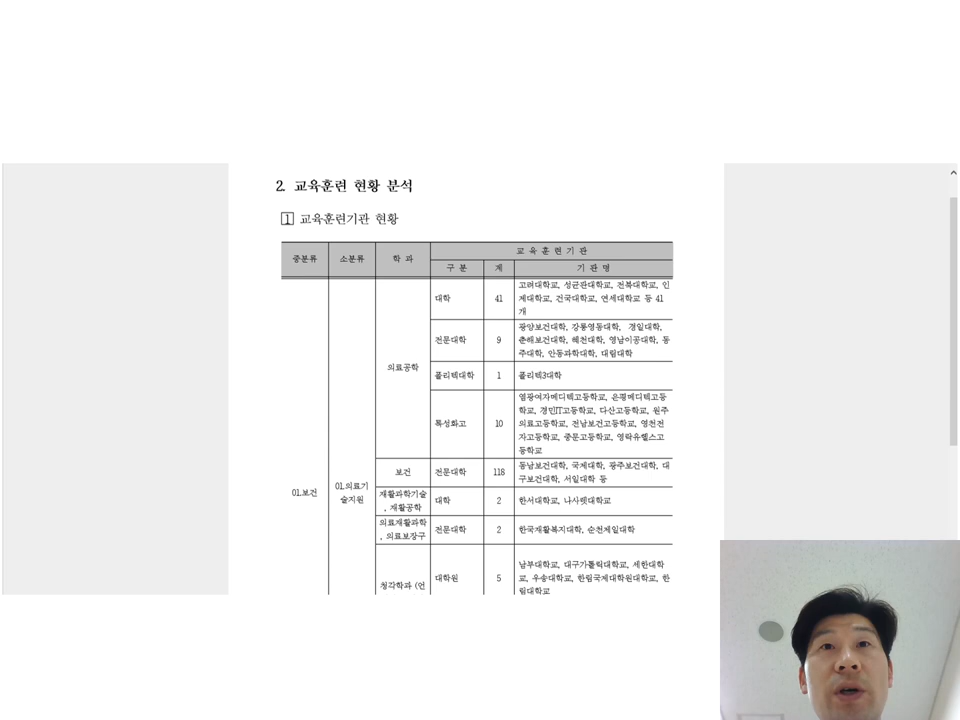 2. 교육훈련 현황 분석
1 교육훈련기관 현황
중분류 소분류 학 과 교 육 훈 련 기 관
구 분 계 기 관 명
01.보건
01.의료기
술지원
의료공학
대학 41 고려대학교, 성균관대학교, 전북대학교, 인
제대학교, 건국대학교, 연세대학교 등 41
개
전문대학 9 광양보건대학, 강릉영동대학, 경일대학,
춘해보건대학, 혜천대학, 영남이공대학, 동
주대학, 안동과학대학, 대림대학
폴리텍대학 1 폴리텍3대학
특성화고 10 염광여자메디텍고등학교, 은평메디텍고등
학교, 경민IT고등학교, 다산고등학교, 원주
의료고등학교, 전남보건고등학교, 영천전
자고등학교, 중문고등학교, 영락유헬스고
등학교
보건 전문대학 118 동남보건대학, 국제대학, 광주보건대학, 대
구보건대학, 서일대학 등
재활과학기술
, 재활공학
대학 2 한서대학교, 나사렛대학교
의료재활과학
, 의료보장구
전문대학 2 한국재활복지대학, 순천제일대학
청각학과 (언
대학원 5 남부대학교, 대구가톨릭대학교, 세한대학
교, 우송대학교, 한림국제대학원대학교, 한
림대학교